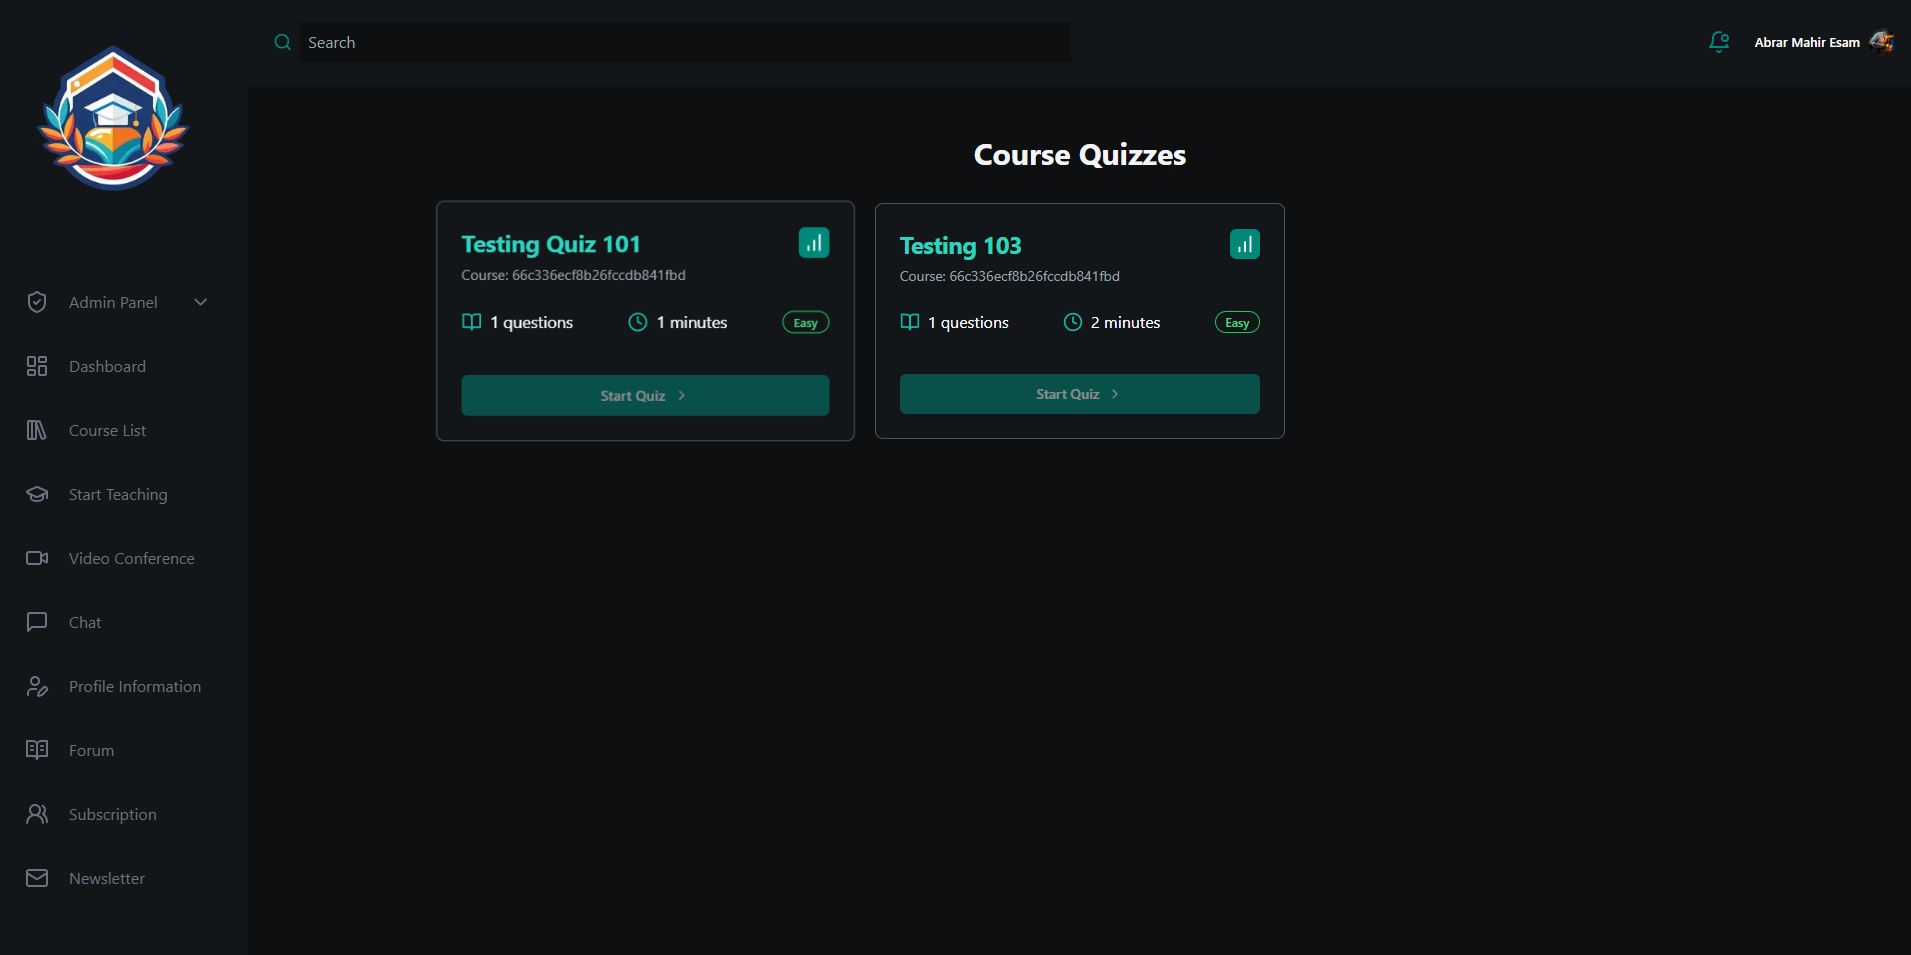 Search
Abrar Mahir Esam
Admin Panel
Dashboard
Course List
Start Teaching
Video Conference
Chat
Profile Information
Forum
Subscription
Newsletter
Course Quizzes
Testing Quiz 101
Course: 66c336ecf8b26fccdb841fbd
1 questions
1 minutes
Easy
Start Quiz
Testing 103
Course: 66c336ecf8b26fccdb841fbd
1 questions
2 minutes
Easy
Start Quiz